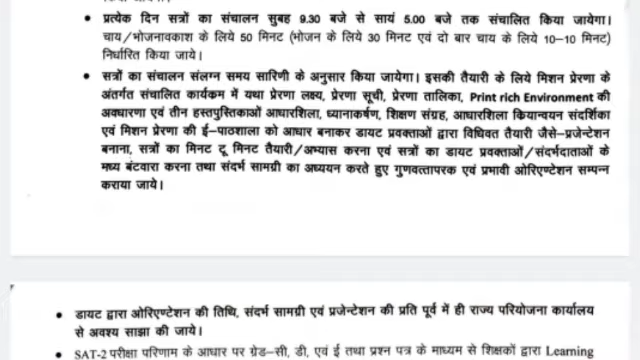 • प्रत्येक दिन सत्रों का संचालन सुबह 9.30 बजे से सायं 5.00 बजे तक संचालित किया जायेगा।
चाय/भोजनावकाश के लिये 50 मिनट (भोजन के लिये 30 मिनट एवं दो बार चाय के लिये 10–10 मिनट)
निर्धारित किया जाये।
• सत्रों का संचालन संलग्न समय सारिणी के अनुसार किया जायेगा। इसकी तैयारी के लिये मिशन प्रेरणा के
अंतर्गत संचालित कार्यकम में यथा प्रेरणा लक्ष्य, प्रेरणा सूची, प्रेरणा तालिका, Print rich Environment की
अवधारणा एवं तीन हस्तपुस्तिकाओं आधारशिला, ध्यानाकर्षण, शिक्षण संग्रह, आधारशिला कियान्वयन संदर्शिका
एवं मिशन प्रेरणा की ई–पाठशाला को आधार बनाकर डायट प्रवक्ताओं द्वारा विधिवत तैयारी जैसे–प्रजेन्टेशन
बनाना, सत्रों का मिनट टू मिनट तैयारी/अभ्यास करना एवं सत्रों का डायट प्रवक्ताओं/संदर्भदाताओं के
मध्य बंटवारा करना तथा संदर्भ सामग्री का अध्ययन करते हुए गुणवत्तापरक एवं प्रभावी ओरिएण्टेशन सम्पन्न
कराया जाये।
• डायट द्वारा ओरिएण्टेशन की तिथि, संदर्भ सामग्री एवं प्रजेन्टेशन की प्रति पूर्व में ही राज्य परियोजना कार्यालय
से अवश्य साझा की जाये।
• SAT-2 परीक्षा परिणाम के आधार पर ग्रेड–सी, डी, एवं ई तथा प्रश्न पत्र के माध्यम से शिक्षकों द्वारा Learning